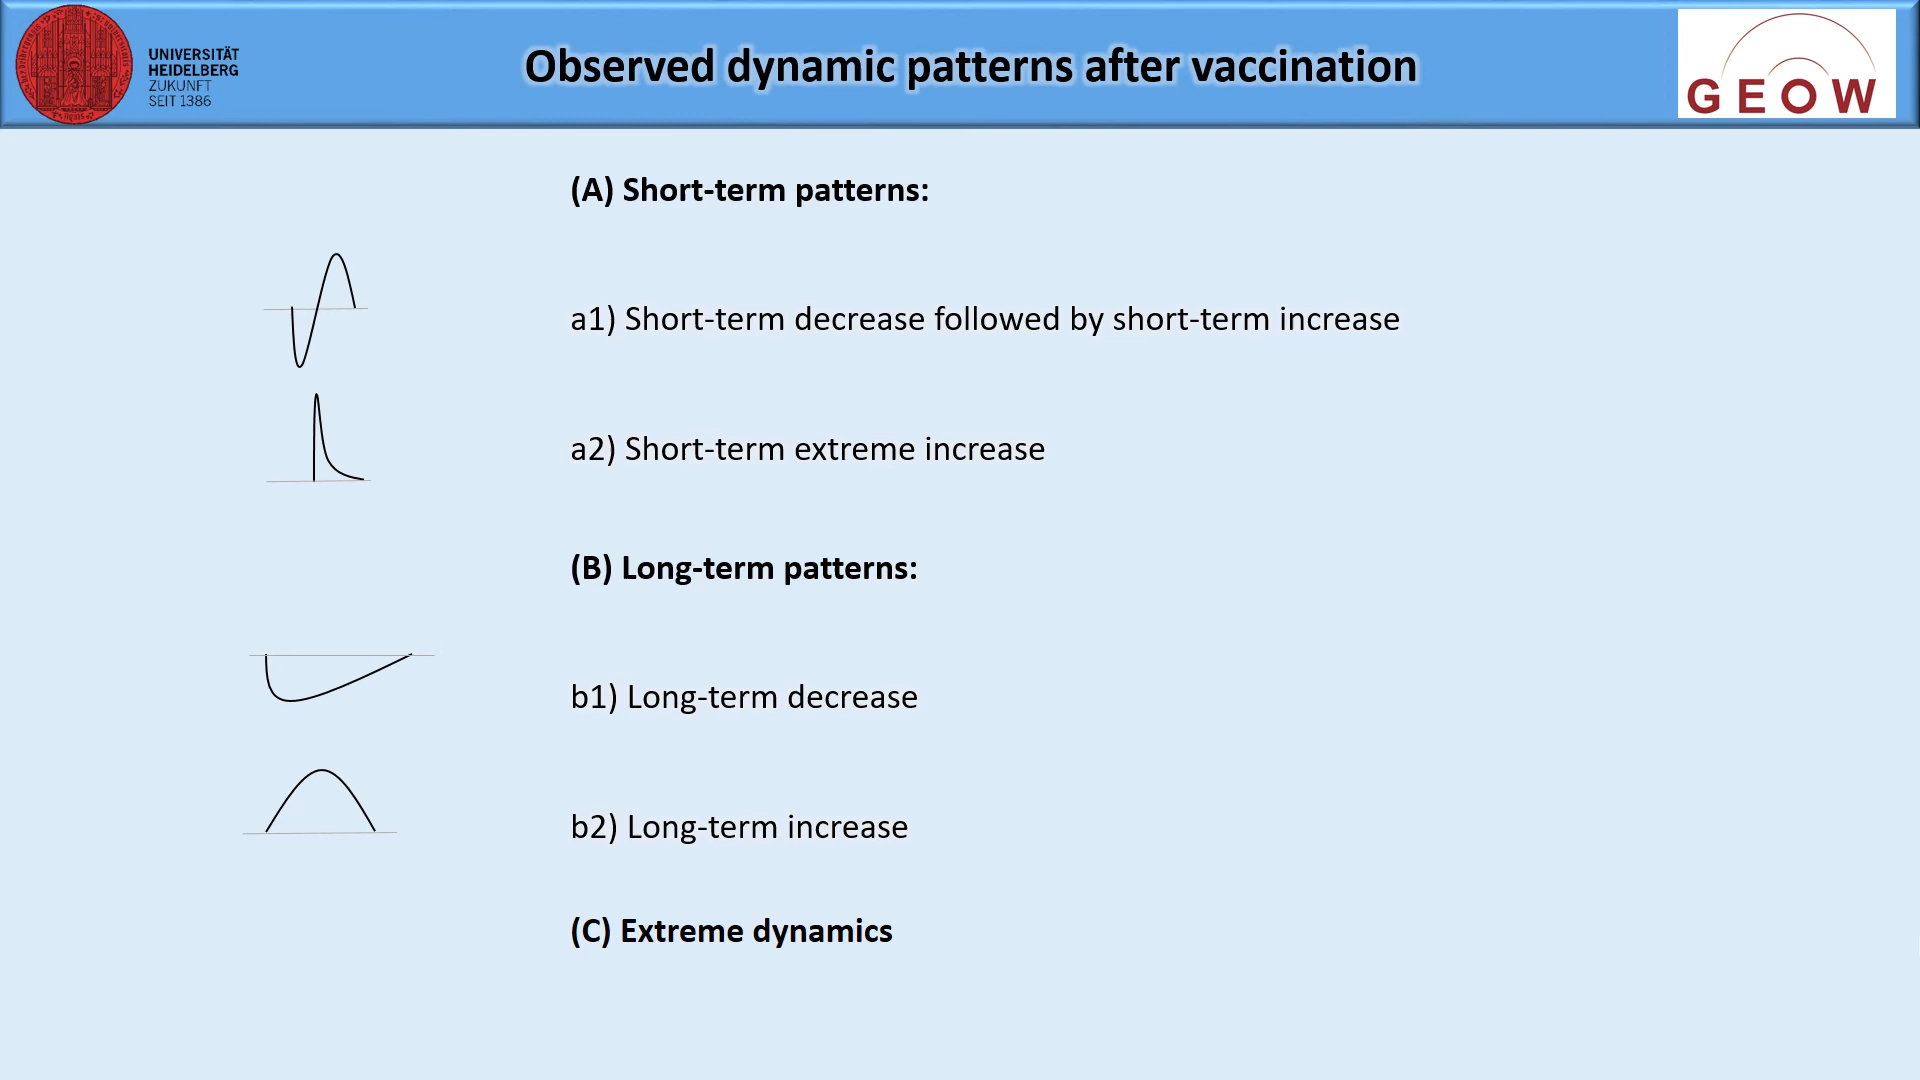 UNIVERSITÄT
HEIDELBERG
ZUKUNFT
SEIT 1386
Observed dynamic patterns after vaccination
GEOW
(A) Short-term patterns:
a1) Short-term decrease followed by short-term increase
a2) Short-term extreme increase
(B) Long-term patterns:
b1) Long-term decrease
b2) Long-term increase
(C) Extreme dynamics